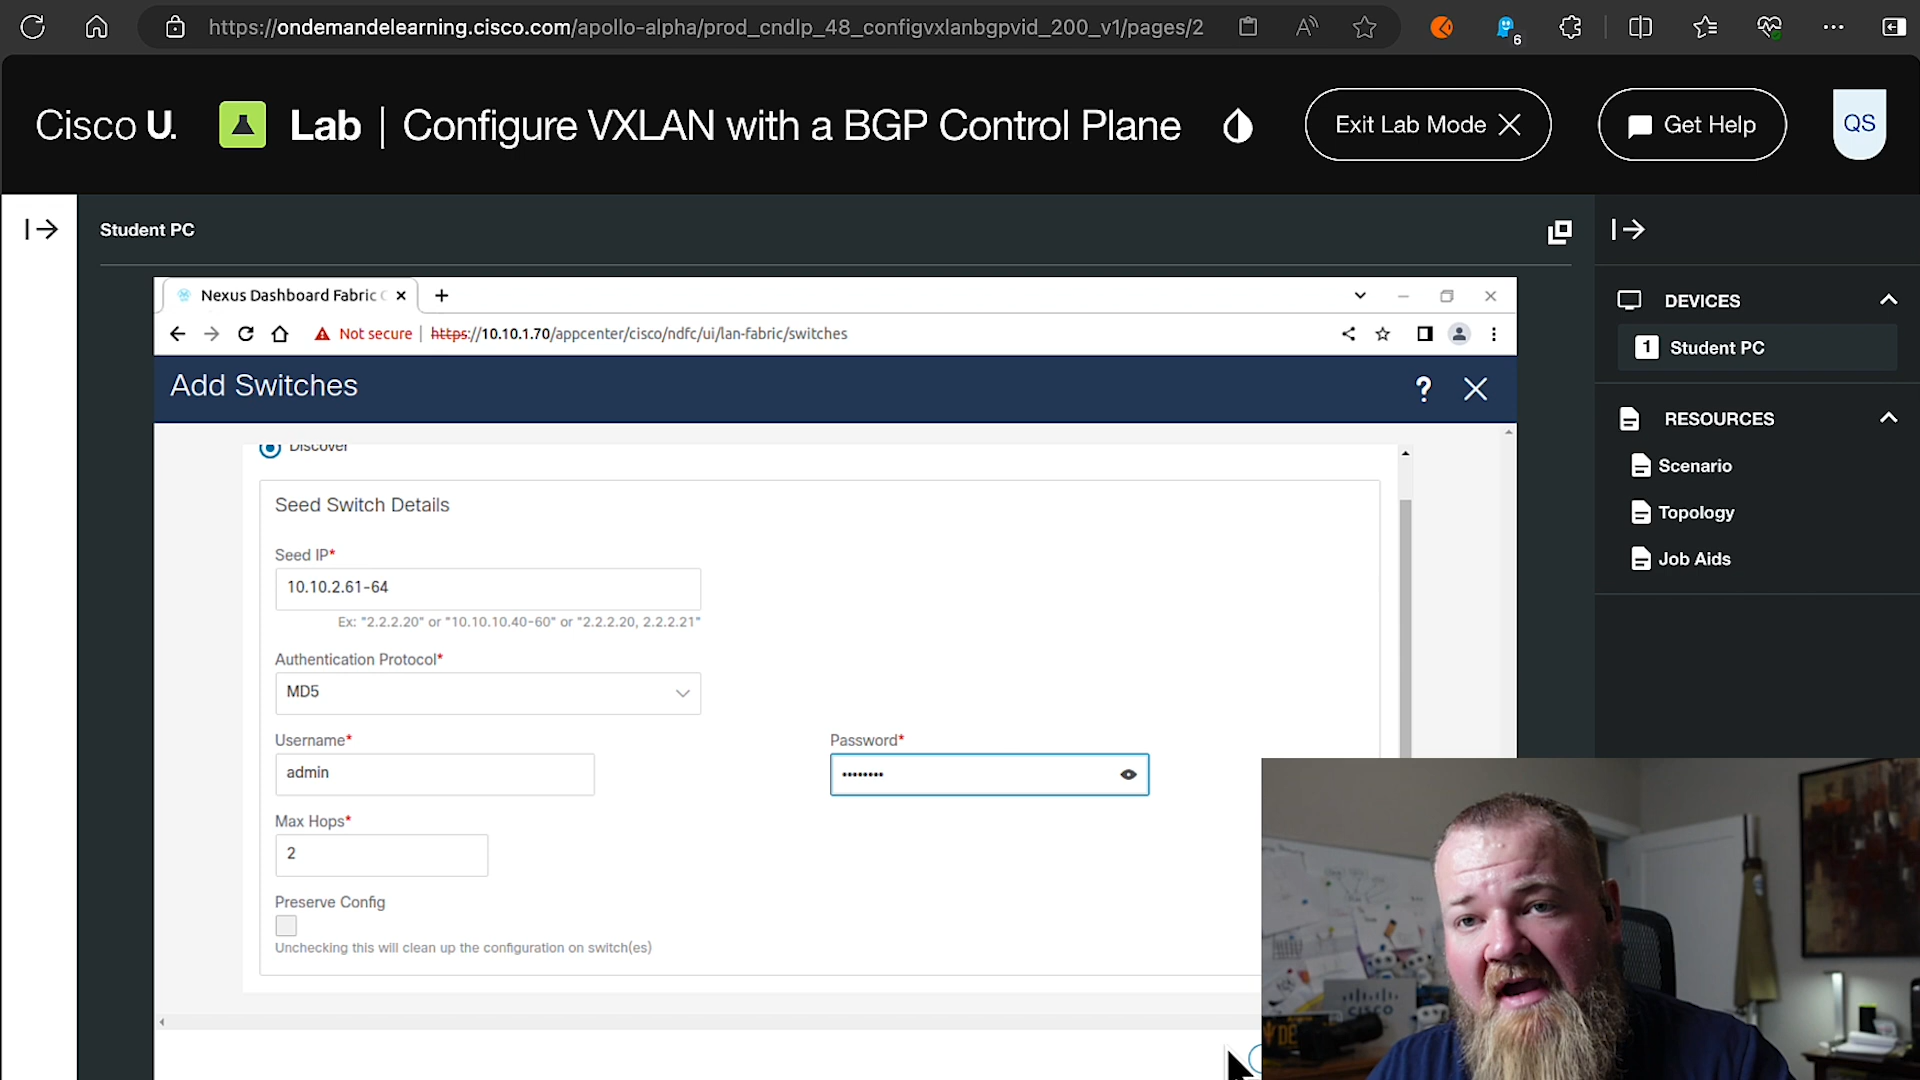 https://ondemandelearning.cisco.com/apollo-alpha/prod_cndlp_48_configvxlanbgpvid_200_v1/pages/2
6
Cisco U.
Lab | Configure VXLAN with a BGP Control Plane
Exit Lab Mode
Get Help
QS
Student PC
Nexus Dashboard Fabric C
Not secure
https://10.10.1.70/appcenter/cisco/ndfc/ui/lan-fabric/switches
Add Switches
?
Discover
Seed Switch Details
Seed IP*
10.10.2.61-64
Ex: "2.2.2.20" or "10.10.10.40-60" or "2.2.2.20, 2.2.2.21"
Authentication Protocol*
MD5
Username*
admin
Password*
••••••••
Max Hops*
2
Preserve Config
Unchecking this will clean up the configuration on switch(es)
DEVICES
1 Student PC
RESOURCES
Scenario
Topology
Job Aids
CISCO